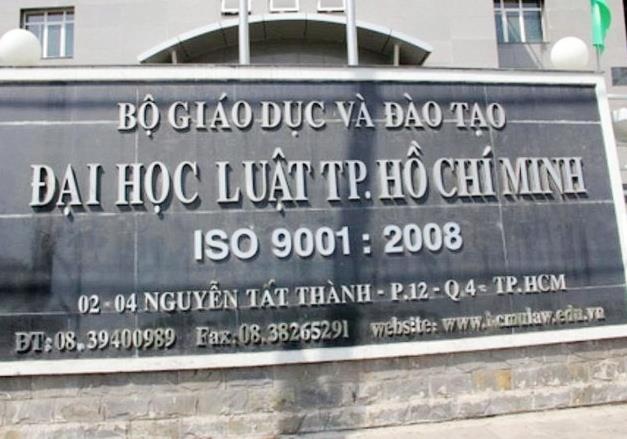 BỘ GIÁO DỤC VÀ ĐÀO TẠO
ĐẠI HỌC LUẬT TP. HỒ CHÍ MINH
ISO 9001 : 2008
02 - 04 NGUYỄN TẤT THÀNH - P.12 - Q.4 - TP.HCM
ĐT: 08.39400989 Fax.08.38265291 website: www.hcmulaw.edu.vn